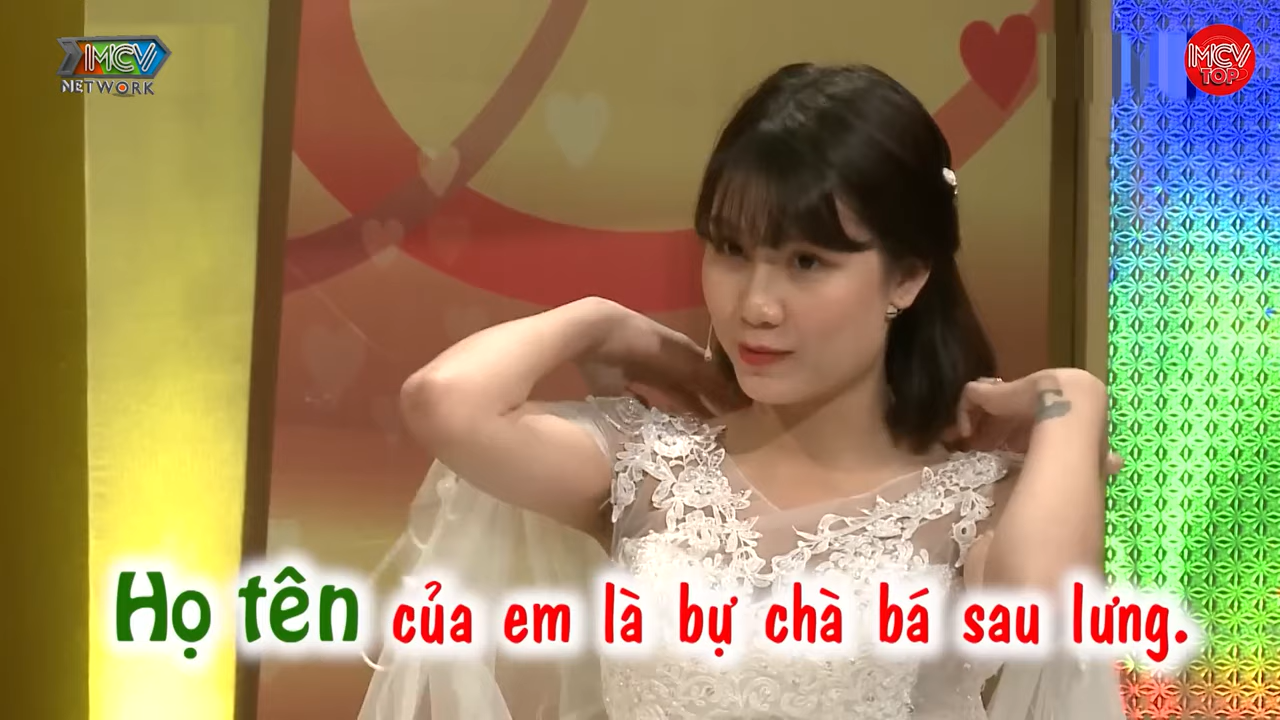 MCV
NETWORK
MCV
TOP
Họ tên của em là bự chà bá sau lưng.